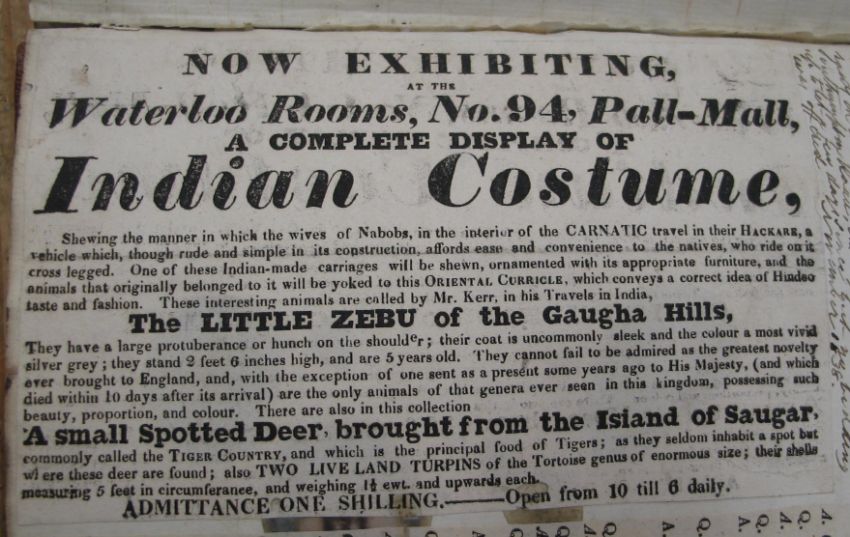 NOW EXHIBITING,
AT THE
Waterloo Rooms, No. 94, Pall-Mall,
A COMPLETE DISPLAY OF
Indian Costume,
Shewing the manner in which the wives of Nabobs, in the interior of the CARNATIC travel in their HACKARE, a
vehicle which, though rude and simple in its construction, affords ease and convenience to the natives, who ride on it
cross legged. One of these Indian-made carriages will be shewn, ornamented with its appropriate furniture, and the
animals that originally belonged to it will be yoked to this ORIENTAL CURRICLE, which conveys a correct idea of Hindoo
taste and fashion. These interesting animals are called by Mr. Kerr, in his Travels in India,
The LITTLE ZEBU of the Gaugha Hills,
They have a large protuberance or hunch on the shoulder; their coat is uncommonly sleek and the colour a most vivid
silver grey; they stand 2 feet 6 inches high, and are 5 years old. They cannot fail to be admired as the greatest novelty
ever brought to England, and, with the exception of one sent as a present some years ago to His Majesty, (and which
died within 10 days after its arrival) are the only animals of that genera ever seen in this kingdom, possessing such
beauty, proportion, and colour. There are also in this collection
A small Spotted Deer, brought from the Island of Saugar,
commonly called the TIGER COUNTRY, and which is the principal food of Tigers; as they seldom inhabit a spot but
where these deer are found; also TWO LIVE LAND TURPINS of the Tortoise genus of enormous size; their shells
measuring 5 feet in circumferance, and weighing 1½ cwt. and upwards each.
ADMITTANCE ONE SHILLING.——Open from 10 till 6 daily.